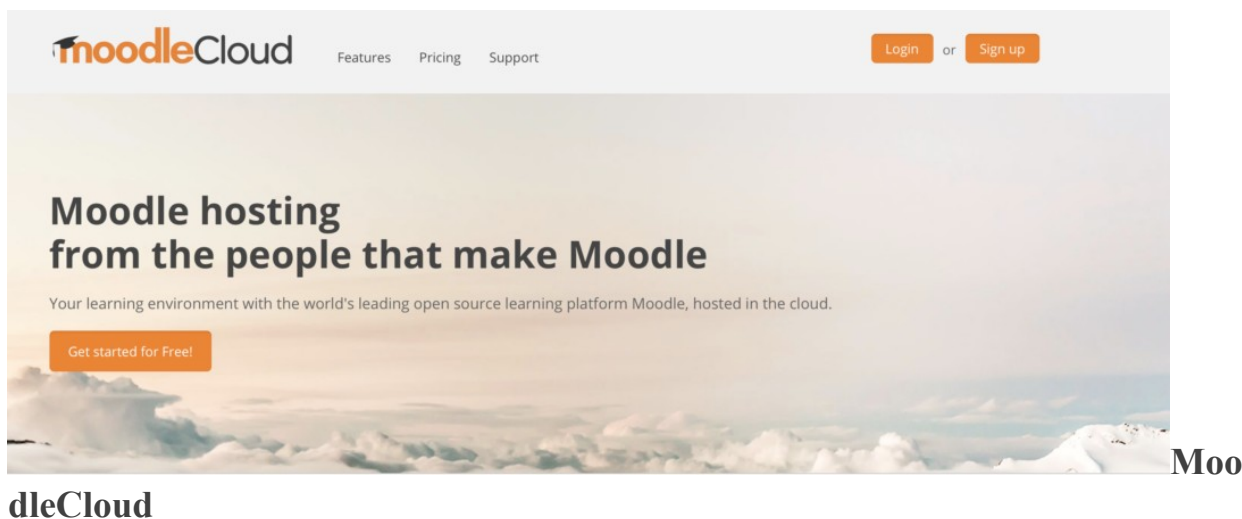 moodleCloud Features Pricing Support Login or Sign up
Moodle hosting
from the people that make Moodle
Your learning environment with the world's leading open source learning platform Moodle, hosted in the cloud.
Get started for Free!
Moo
dleCloud